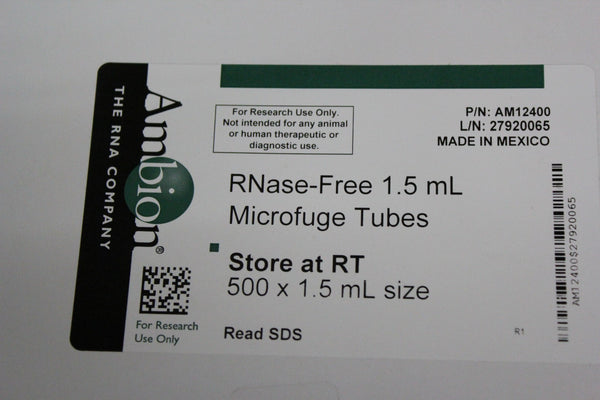 Ambion®
THE RNA COMPANY
For Research Use Only.
Not intended for any animal
or human therapeutic or
diagnostic use.
P/N: AM12400
L/N: 27920065
MADE IN MEXICO
RNase-Free 1.5 mL
Microfuge Tubes
Store at RT
500 x 1.5 mL size
For Research
Use Only
Read SDS
R1
AM12400$27920065